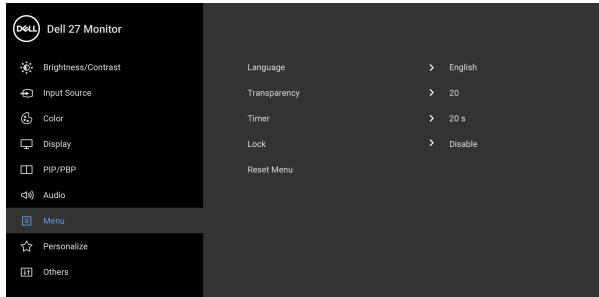 DELL Dell 27 Monitor
Brightness/Contrast
Language > English
Input Source
Transparency > 20
Color
Timer > 20 s
Display
Lock > Disable
PIP/PBP
Reset Menu
Audio
Menu
Personalize
Others